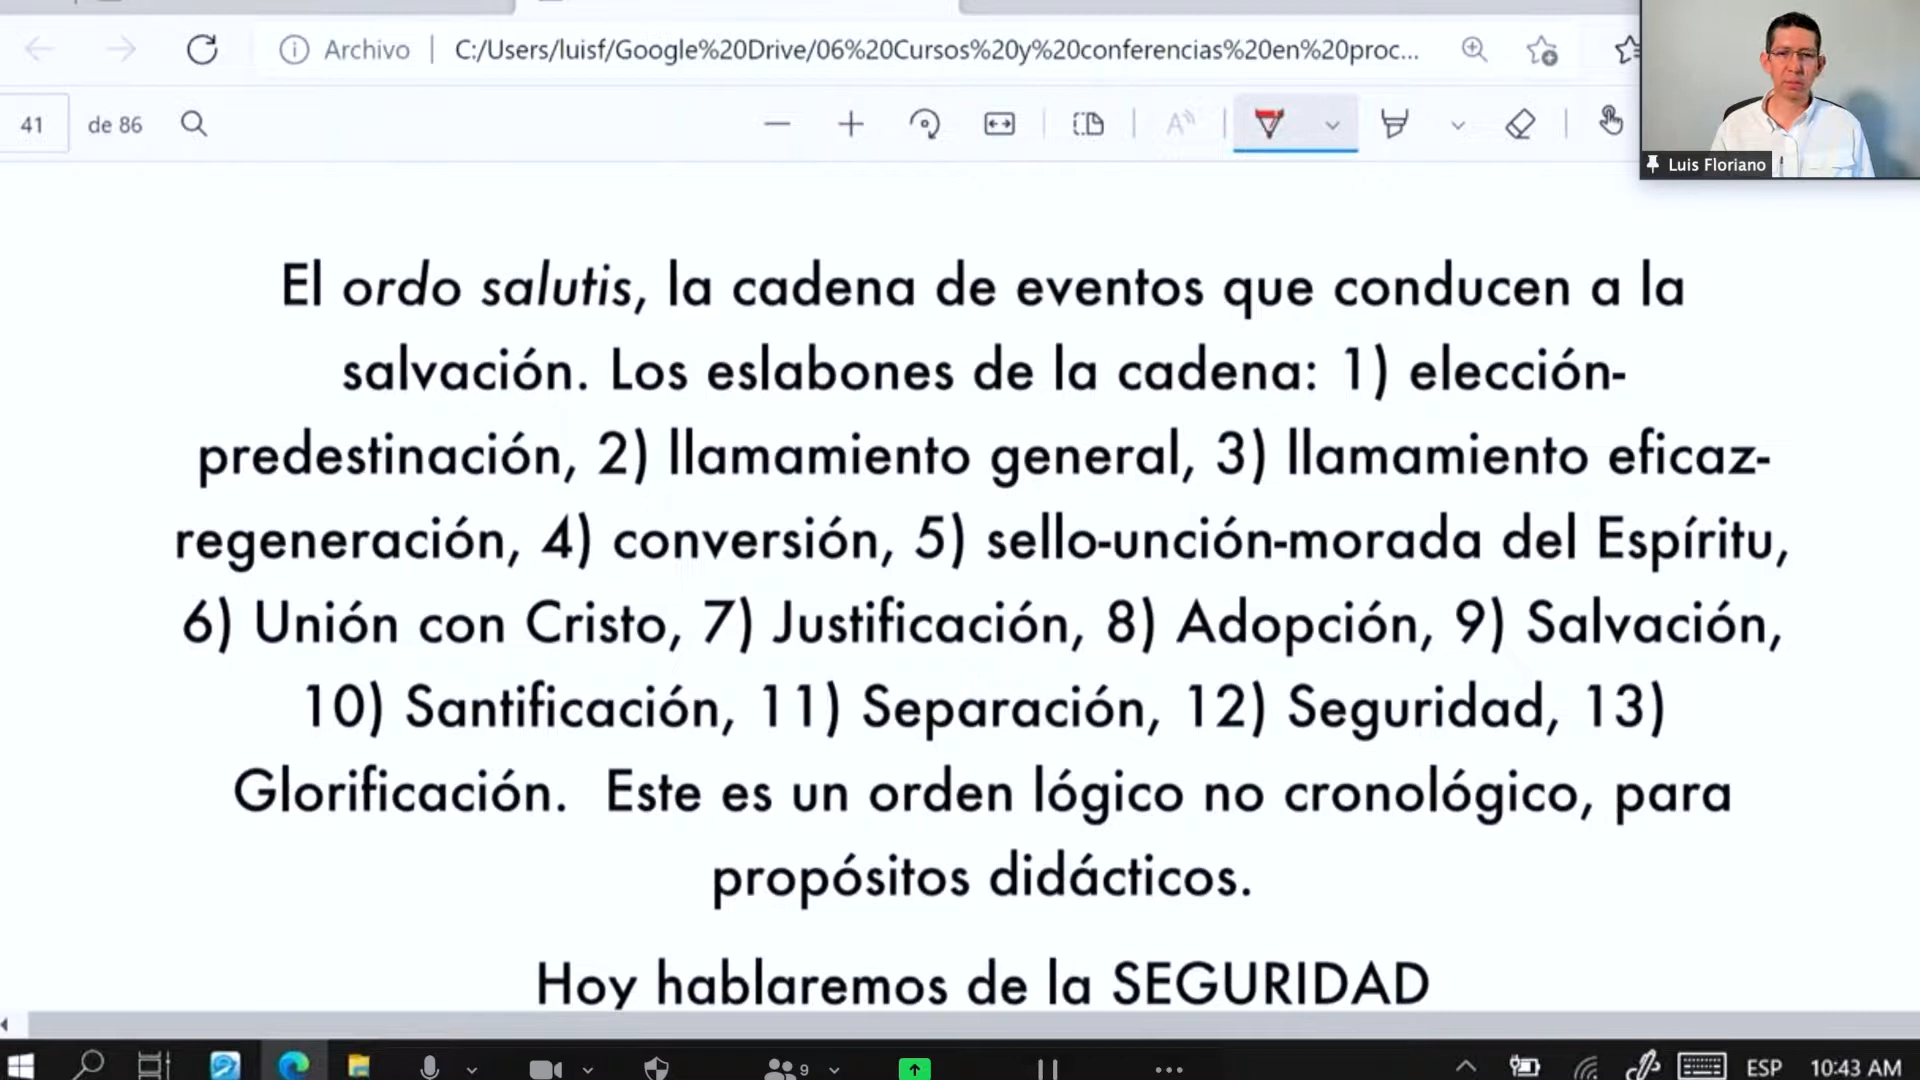 Archivo | C:/Users/luisf/Google%20Drive/06%20Cursos%20y%20conferencias%20en%20proc...
41 de 86
Luis Floriano
El ordo salutis, la cadena de eventos que conducen a la
salvación. Los eslabones de la cadena: 1) elección-
predestinación, 2) llamamiento general, 3) llamamiento eficaz-
regeneración, 4) conversión, 5) sello-unción-morada del Espíritu,
6) Unión con Cristo, 7) Justificación, 8) Adopción, 9) Salvación,
10) Santificación, 11) Separación, 12) Seguridad, 13)
Glorificación. Este es un orden lógico no cronológico, para
propósitos didácticos.
Hoy hablaremos de la SEGURIDAD
9 ESP 10:43 AM